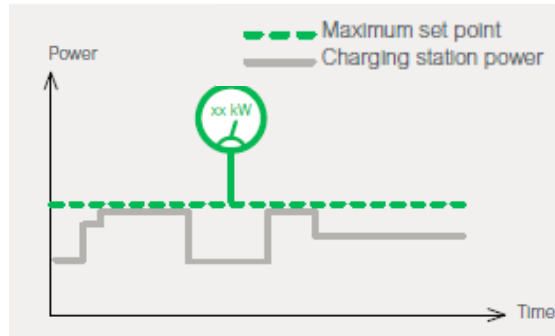 Maximum set point
Charging station power
Power
xx kW
Time